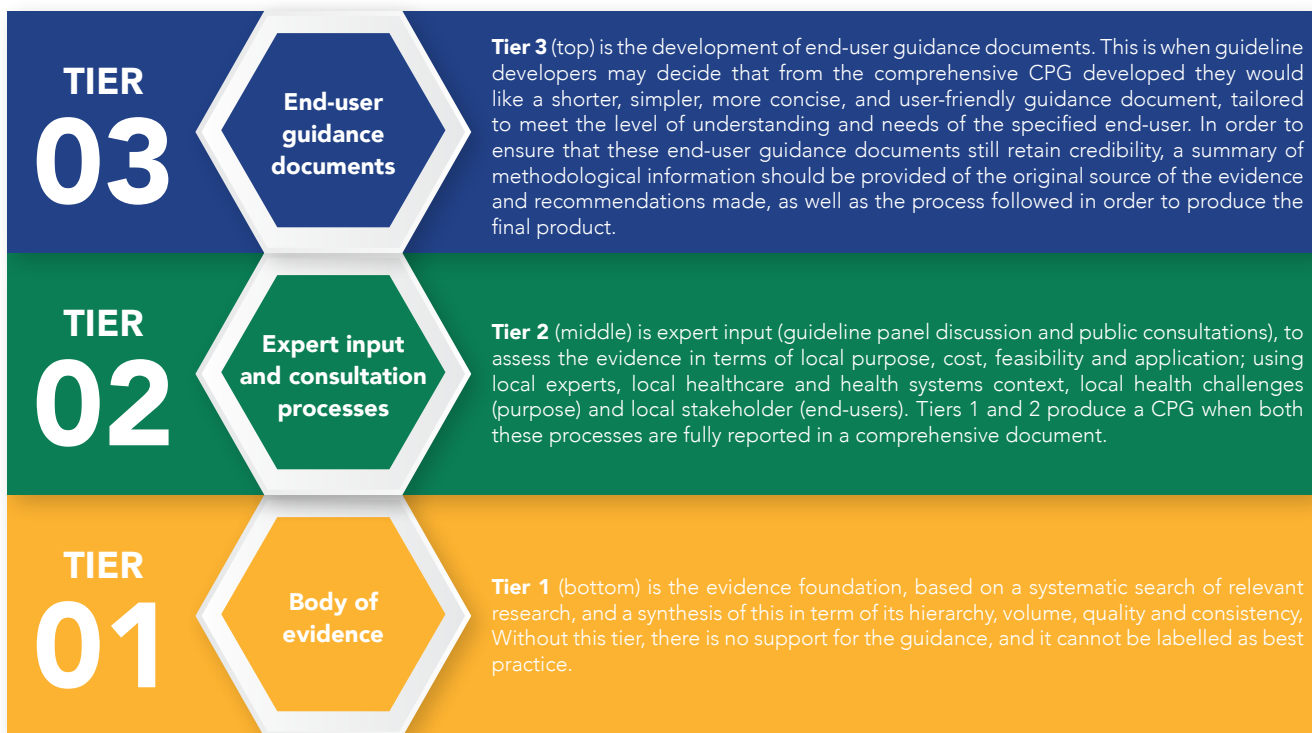 TIER
03
End-user
guidance
documents
Tier 3 (top) is the development of end-user guidance documents. This is when guideline
developers may decide that from the comprehensive CPG developed they would
like a shorter, simpler, more concise, and user-friendly guidance document, tailored
to meet the level of understanding and needs of the specified end-user. In order to
ensure that these end-user guidance documents still retain credibility, a summary of
methodological information should be provided of the original source of the evidence
and recommendations made, as well as the process followed in order to produce the
final product.
TIER
02
Expert input
and consultation
processes
Tier 2 (middle) is expert input (guideline panel discussion and public consultations), to
assess the evidence in terms of local purpose, cost, feasibility and application; using
local experts, local healthcare and health systems context, local health challenges
(purpose) and local stakeholder (end-users). Tiers 1 and 2 produce a CPG when both
these processes are fully reported in a comprehensive document.
TIER
01
Body of
evidence
Tier 1 (bottom) is the evidence foundation, based on a systematic search of relevant
research, and a synthesis of this in term of its hierarchy, volume, quality and consistency,
Without this tier, there is no support for the guidance, and it cannot be labelled as best
practice.